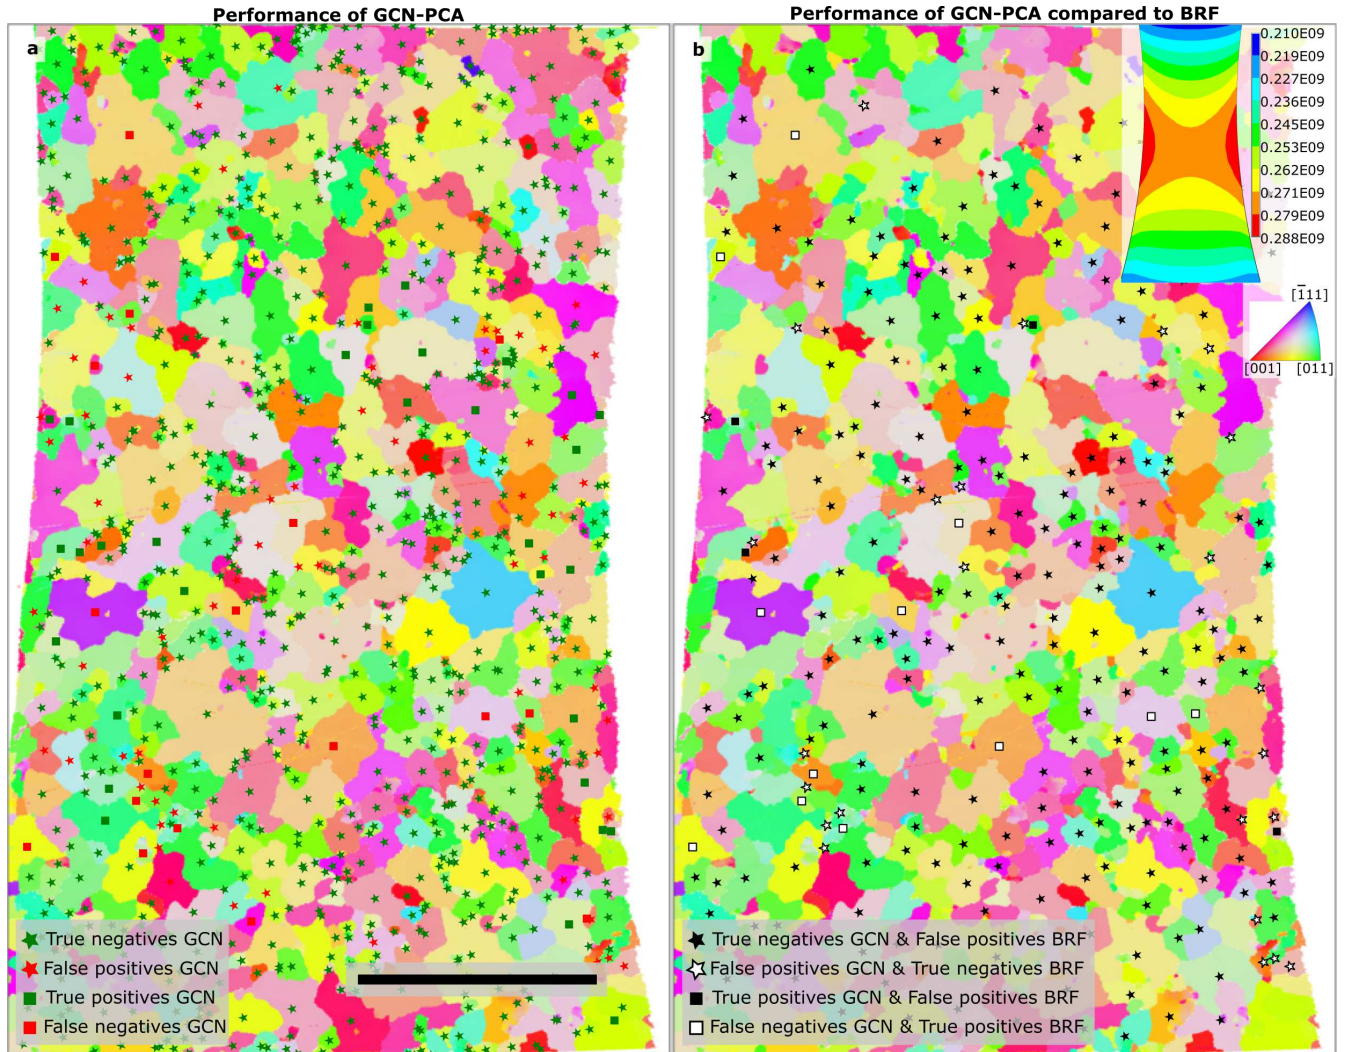 Performance of GCN-PCA
Performance of GCN-PCA compared to BRF
a
b
0.210E09
0.219E09
0.227E09
0.236E09
0.245E09
0.253E09
0.262E09
0.271E09
0.279E09
0.288E09
[1̅11]
[001] [011]
True negatives GCN
False positives GCN
True positives GCN
False negatives GCN
True negatives GCN & False positives BRF
False positives GCN & True negatives BRF
True positives GCN & False positives BRF
False negatives GCN & True positives BRF